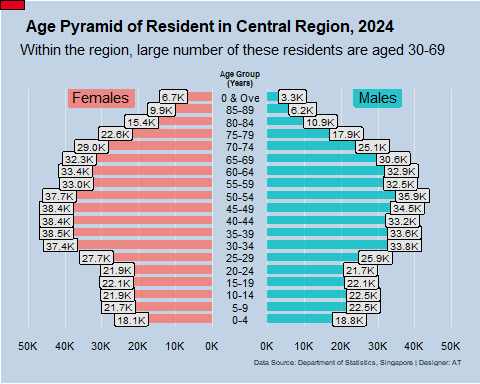 Age Pyramid of Resident in Central Region, 2024
Within the region, large number of these residents are aged 30-69
Age Group
(Years)
Females
Males
6.7K 0 & Ove 3.3K
9.9K 85-89 6.2K
15.4K 80-84 10.9K
22.6K 75-79 17.9K
29.0K 70-74 25.1K
32.3K 65-69 30.6K
33.4K 60-64 32.9K
33.0K 55-59 32.5K
37.7K 50-54 35.9K
38.4K 45-49 34.5K
38.4K 40-44 33.2K
38.5K 35-39 33.6K
37.4K 30-34 33.8K
27.7K 25-29 25.9K
21.9K 20-24 21.7K
22.1K 15-19 22.1K
21.9K 10-14 22.5K
21.7K 5-9 22.5K
18.1K 0-4 18.8K
50K 40K 30K 20K 10K 0K 0K 10K 20K 30K 40K 50K
Data Source: Department of Statistics, Singapore | Designer: AT